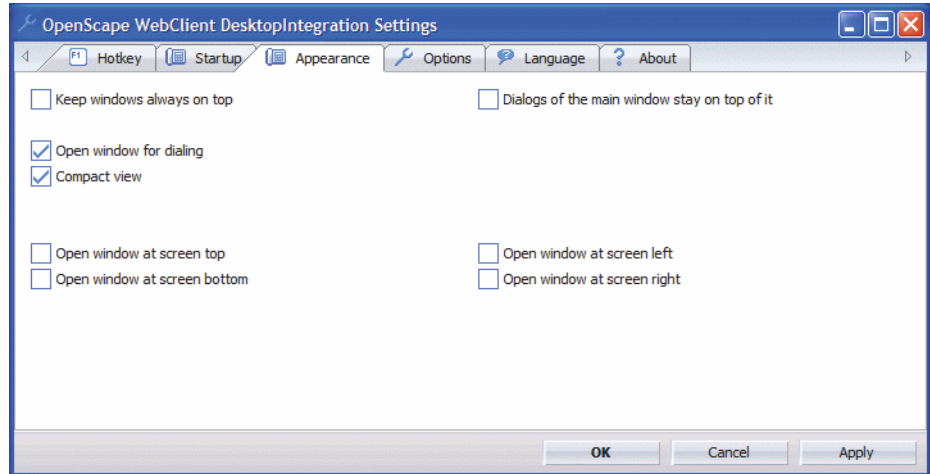 OpenScape WebClient DesktopIntegration Settings
F1 Hotkey Startup Appearance Options Language ? About
Keep windows always on top Dialogs of the main window stay on top of it
Open window for dialing
Compact view
Open window at screen top Open window at screen left
Open window at screen bottom Open window at screen right
OK Cancel Apply